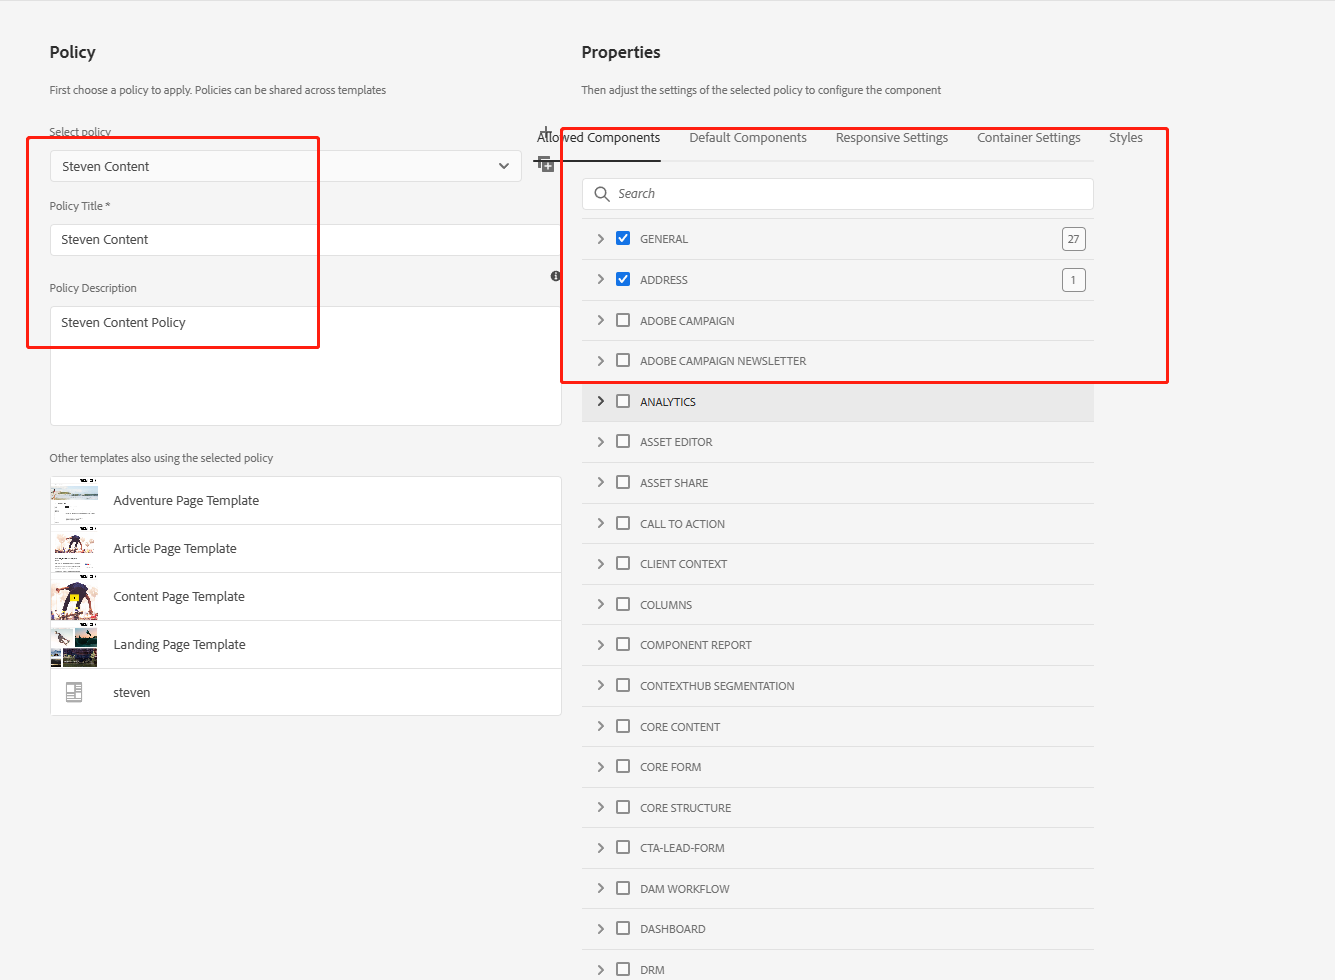 Policy
First choose a policy to apply. Policies can be shared across templates
Select policy
Steven Content
Policy Title *
Steven Content
Policy Description
Steven Content Policy
Other templates also using the selected policy
Adventure Page Template
Article Page Template
Content Page Template
Landing Page Template
steven
Properties
Then adjust the settings of the selected policy to configure the component
Allowed Components Default Components Responsive Settings Container Settings Styles
Search
GENERAL 27
ADDRESS 1
ADOBE CAMPAIGN
ADOBE CAMPAIGN NEWSLETTER
ANALYTICS
ASSET EDITOR
ASSET SHARE
CALL TO ACTION
CLIENT CONTEXT
COLUMNS
COMPONENT REPORT
CONTEXTHUB SEGMENTATION
CORE CONTENT
CORE FORM
CORE STRUCTURE
CTA-LEAD-FORM
DAM WORKFLOW
DASHBOARD
DRM